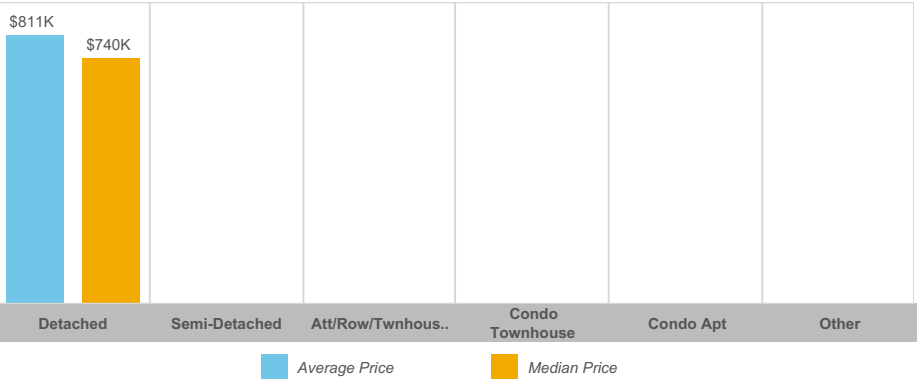 $811K
$740K
Detached
Semi-Detached
Att/Row/Twnhous..
Condo
Townhouse
Condo Apt
Other
Average Price
Median Price